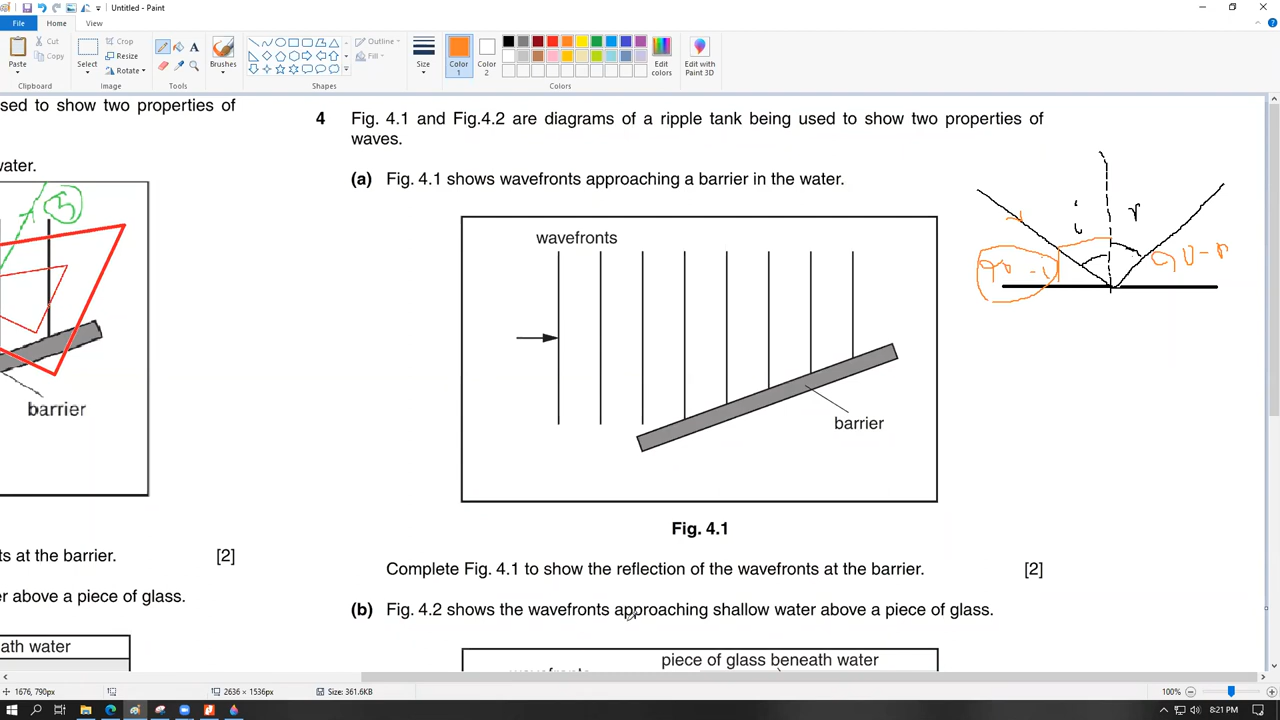 Untitled - Paint
File
Home
View
Paste
Cut
Copy
Clipboard
Select
Crop
Resize
Rotate
Image
Tools
Brushes
Shapes
Outline
Fill
Size
Color 1
Color 2
Edit colors
Colors
Edit with Paint 3D
sed to show two properties of
vater.
3
barrier
ts at the barrier. [2]
er above a piece of glass.
ath water
4 Fig. 4.1 and Fig.4.2 are diagrams of a ripple tank being used to show two properties of
waves.
(a) Fig. 4.1 shows wavefronts approaching a barrier in the water.
wavefronts
barrier
Fig. 4.1
Complete Fig. 4.1 to show the reflection of the wavefronts at the barrier. [2]
(b) Fig. 4.2 shows the wavefronts approaching shallow water above a piece of glass.
piece of glass beneath water
i
r
90 - i
90 - r
1676, 790px
2636 × 1536px
Size: 361.6KB
100%
8:21 PM